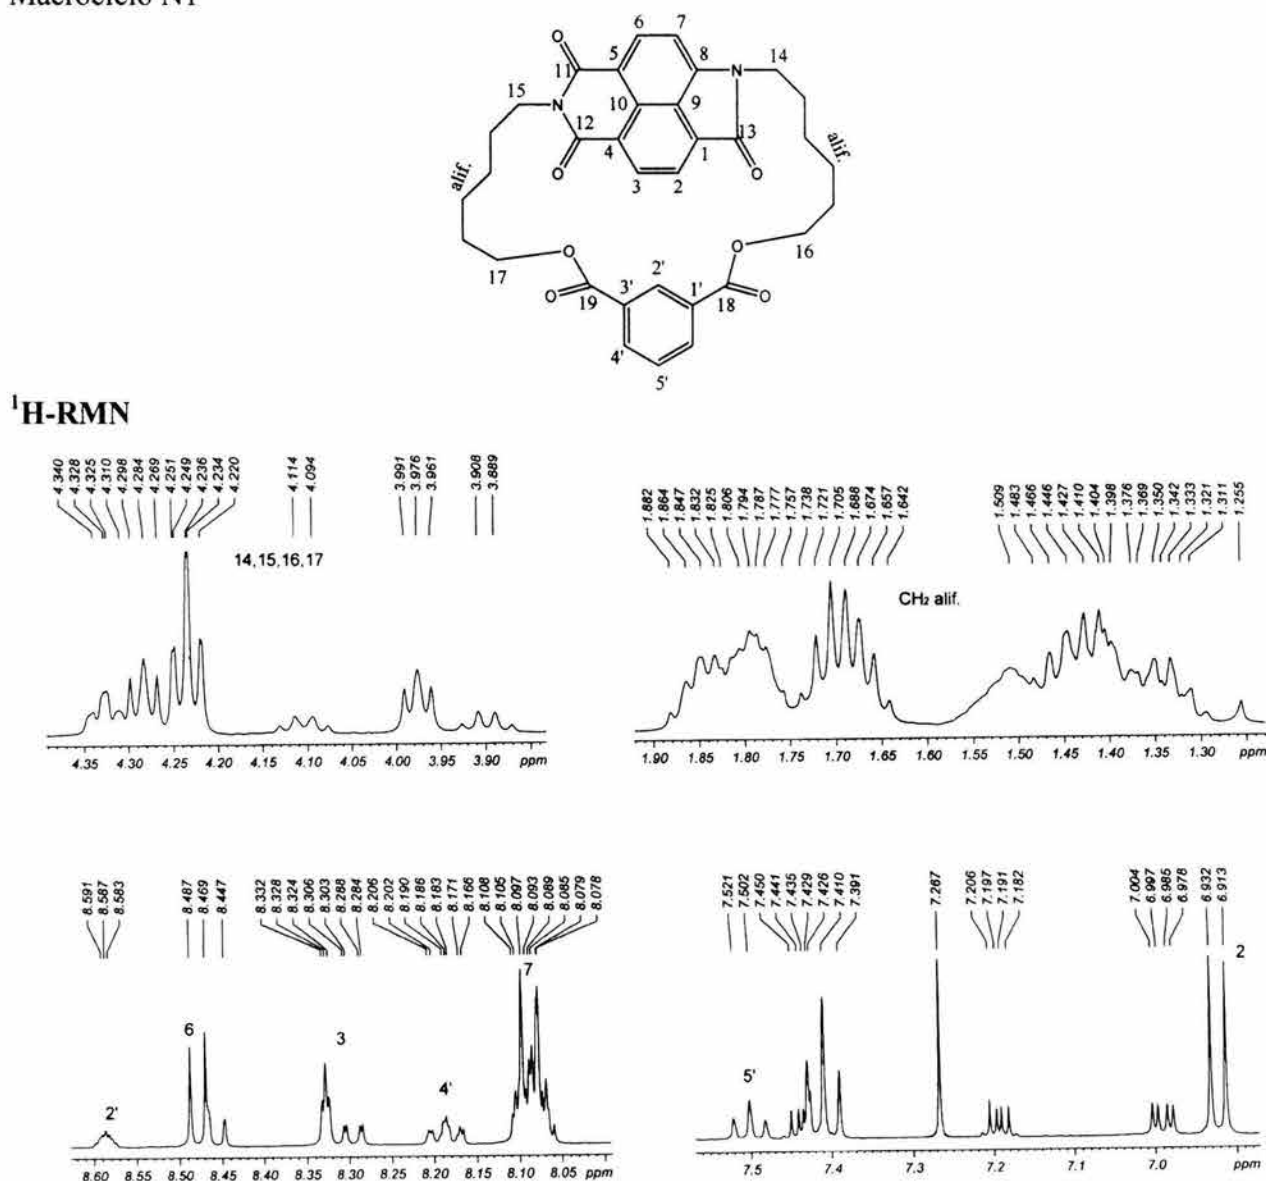 6 7
O 5 8 N 14
11
15 N 10 9
12 13
4 1 O
O 3 2
alif. alif.
O O 16
17 2'
O 3' 1' O
19 18
4'
5'
¹H-RMN
4.340 4.328 4.325 4.310 4.298 4.284 4.269 4.251 4.249 4.236 4.234 4.220 4.114 4.094 3.991 3.976 3.961 3.908 3.889
14,15,16,17
4.35 4.30 4.25 4.20 4.15 4.10 4.05 4.00 3.95 3.90 ppm
1.882 1.864 1.847 1.832 1.825 1.806 1.794 1.787 1.777 1.757 1.738 1.721 1.705 1.688 1.674 1.657 1.642 1.509 1.483 1.466 1.446 1.427 1.410 1.404 1.398 1.376 1.369 1.350 1.342 1.333 1.321 1.311 1.255
CH₂ alif.
1.90 1.85 1.80 1.75 1.70 1.65 1.60 1.55 1.50 1.45 1.40 1.35 1.30 ppm
8.591 8.587 8.583 8.487 8.469 8.447 8.332 8.328 8.324 8.306 8.303 8.288 8.284 8.206 8.202 8.190 8.186 8.183 8.171 8.166 8.108 8.105 8.097 8.093 8.089 8.085 8.079 8.078
2' 6 3 4' 7
8.60 8.55 8.50 8.45 8.40 8.35 8.30 8.25 8.20 8.15 8.10 8.05 ppm
7.521 7.502 7.450 7.441 7.435 7.429 7.426 7.410 7.391 7.267 7.206 7.197 7.191 7.182 7.004 6.997 6.985 6.978 6.932 6.913
5' 2
7.5 7.4 7.3 7.2 7.1 7.0 ppm